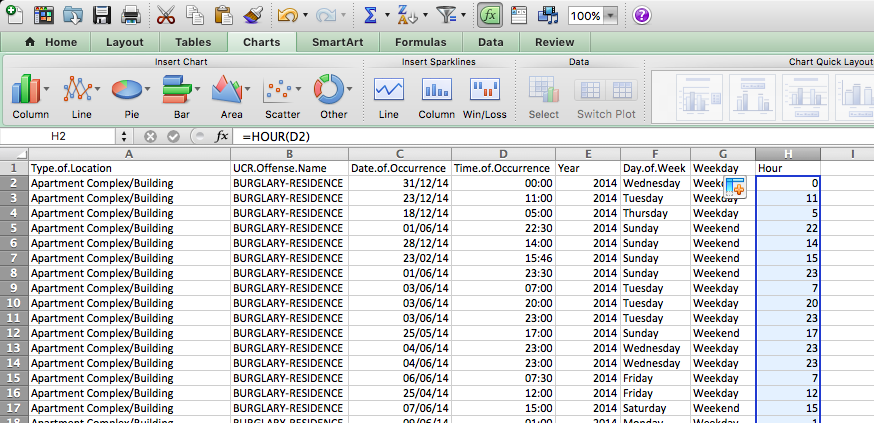 100%
Home Layout Tables Charts SmartArt Formulas Data Review
Insert Chart Insert Sparklines Data Chart Quick Layout
Column Line Pie Bar Area Scatter Other Line Column Win/Loss Select Switch Plot
H2 fx =HOUR(D2)
A B C D E F G H I
1 Type.of.Location UCR.Offense.Name Date.of.Occurrence Time.of.Occurrence Year Day.of.Week Weekday Hour
2 Apartment Complex/Building BURGLARY-RESIDENCE 31/12/14 00:00 2014 Wednesday 0
3 Apartment Complex/Building BURGLARY-RESIDENCE 23/12/14 11:00 2014 Tuesday Weekday 11
4 Apartment Complex/Building BURGLARY-RESIDENCE 18/12/14 05:00 2014 Thursday Weekday 5
5 Apartment Complex/Building BURGLARY-RESIDENCE 01/06/14 22:30 2014 Sunday Weekend 22
6 Apartment Complex/Building BURGLARY-RESIDENCE 28/12/14 14:00 2014 Sunday Weekend 14
7 Apartment Complex/Building BURGLARY-RESIDENCE 23/02/14 15:46 2014 Sunday Weekend 15
8 Apartment Complex/Building BURGLARY-RESIDENCE 01/06/14 23:30 2014 Sunday Weekend 23
9 Apartment Complex/Building BURGLARY-RESIDENCE 03/06/14 07:00 2014 Tuesday Weekday 7
10 Apartment Complex/Building BURGLARY-RESIDENCE 03/06/14 20:00 2014 Tuesday Weekday 20
11 Apartment Complex/Building BURGLARY-RESIDENCE 03/06/14 23:00 2014 Tuesday Weekday 23
12 Apartment Complex/Building BURGLARY-RESIDENCE 25/05/14 17:00 2014 Sunday Weekend 17
13 Apartment Complex/Building BURGLARY-RESIDENCE 04/06/14 23:00 2014 Wednesday Weekday 23
14 Apartment Complex/Building BURGLARY-RESIDENCE 04/06/14 23:00 2014 Wednesday Weekday 23
15 Apartment Complex/Building BURGLARY-RESIDENCE 06/06/14 07:30 2014 Friday Weekday 7
16 Apartment Complex/Building BURGLARY-RESIDENCE 25/04/14 12:00 2014 Friday Weekday 12
17 Apartment Complex/Building BURGLARY-RESIDENCE 07/06/14 15:00 2014 Saturday Weekend 15
18 Apartment Complex/Building BURGLARY-RESIDENCE 09/06/14 01:00 2014 Monday Weekday 1